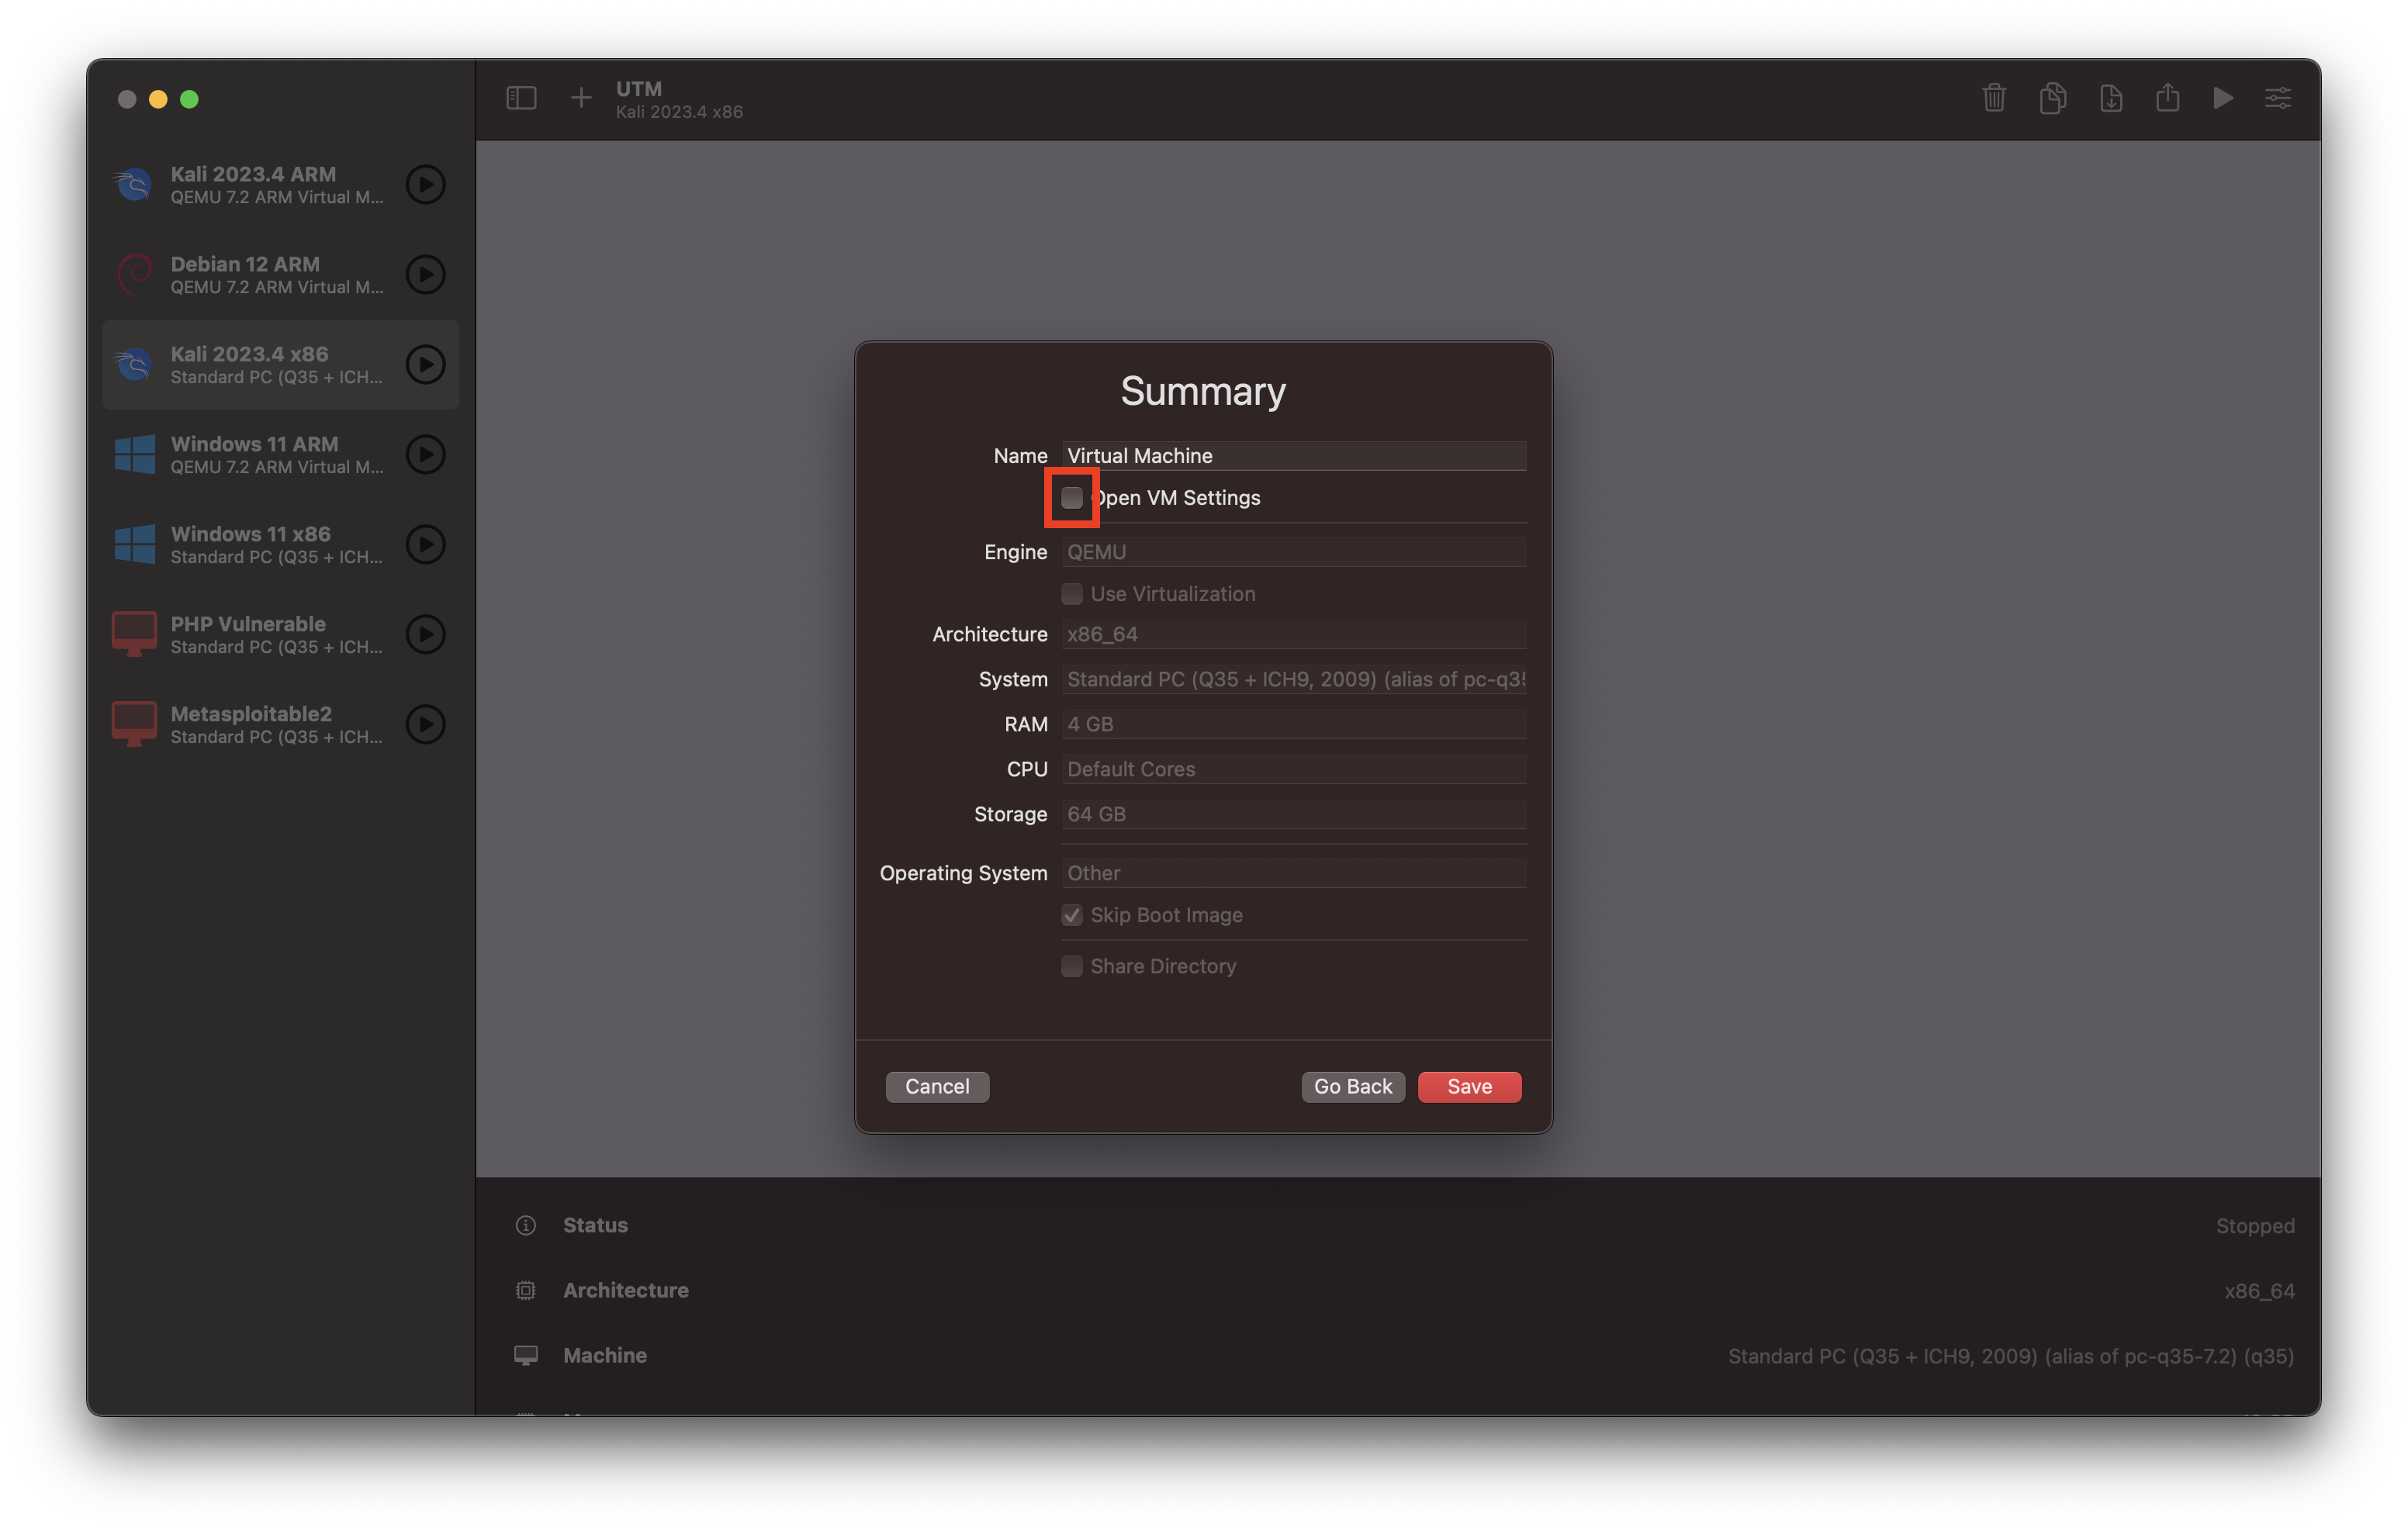 UTM
Kali 2023.4 x86
Kali 2023.4 ARM
QEMU 7.2 ARM Virtual M...
Debian 12 ARM
QEMU 7.2 ARM Virtual M...
Kali 2023.4 x86
Standard PC (Q35 + ICH...
Windows 11 ARM
QEMU 7.2 ARM Virtual M...
Windows 11 x86
Standard PC (Q35 + ICH...
PHP Vulnerable
Standard PC (Q35 + ICH...
Metasploitable2
Standard PC (Q35 + ICH...
Summary
Name Virtual Machine
Open VM Settings
Engine QEMU
Use Virtualization
Architecture x86_64
System Standard PC (Q35 + ICH9, 2009) (alias of pc-q35
RAM 4 GB
CPU Default Cores
Storage 64 GB
Operating System Other
Skip Boot Image
Share Directory
Cancel Go Back Save
Status Stopped
Architecture x86_64
Machine Standard PC (Q35 + ICH9, 2009) (alias of pc-q35-7.2) (q35)